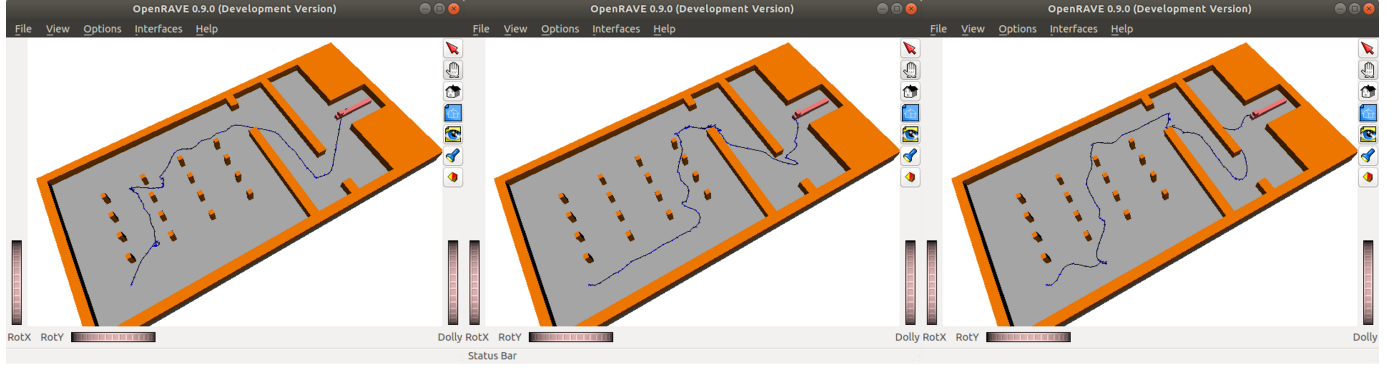 OpenRAVE 0.9.0 (Development Version)
File View Options Interfaces Help
RotX RotY Dolly
OpenRAVE 0.9.0 (Development Version)
File View Options Interfaces Help
RotX RotY Dolly
Status Bar
OpenRAVE 0.9.0 (Development Version)
File View Options Interfaces Help
RotX RotY Dolly